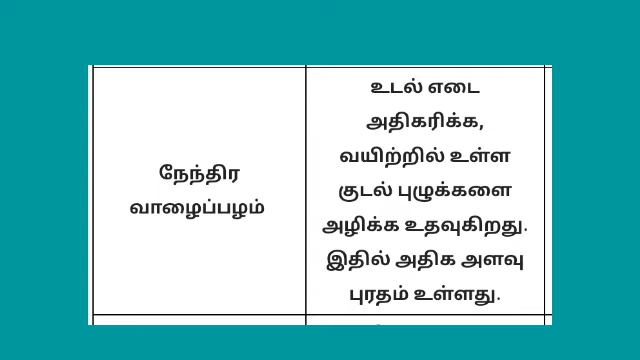 நேந்திர
வாழைப்பழம்
உடல் எடை
அதிகரிக்க,
வயிற்றில் உள்ள
குடல் புழுக்களை
அழிக்க உதவுகிறது.
இதில் அதிக அளவு
புரதம் உள்ளது.